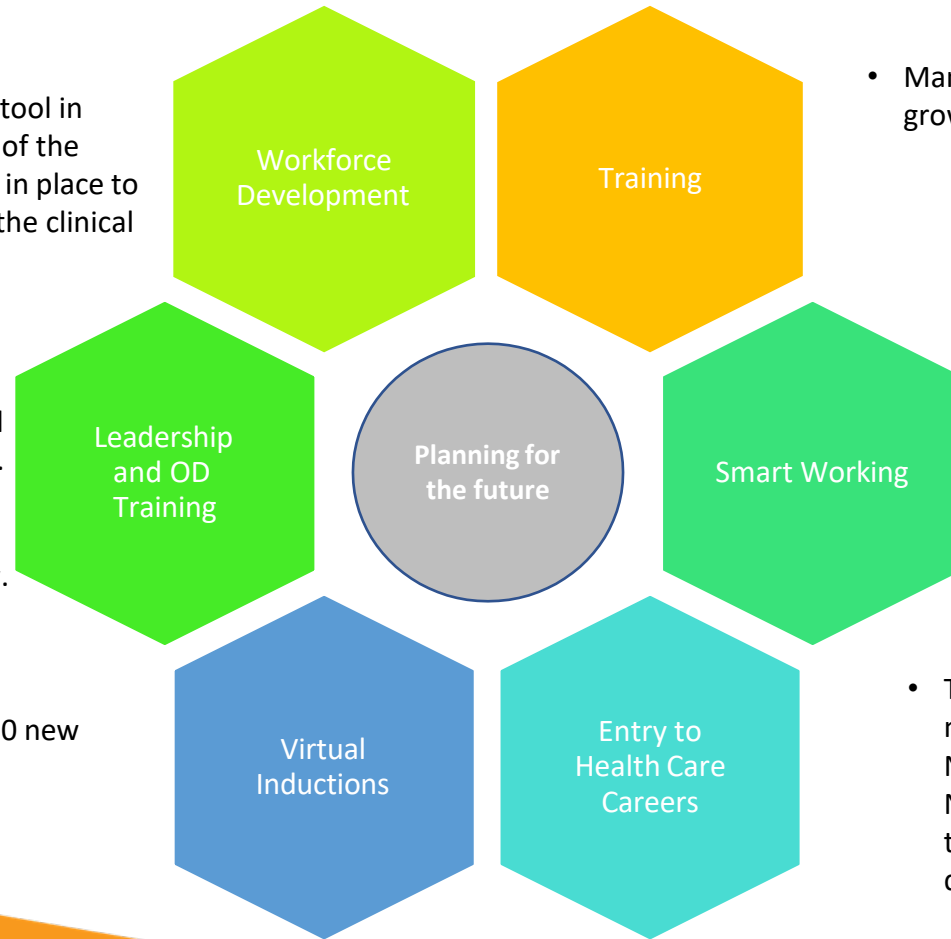 tool in
of the
in place to
the clinical
Workforce
Development
Training
• Mar
grov
Leadership
and OD
Training
Planning for
the future
Smart Working
.
0 new
Virtual
Inductions
Entry to
Health Care
Careers
• T